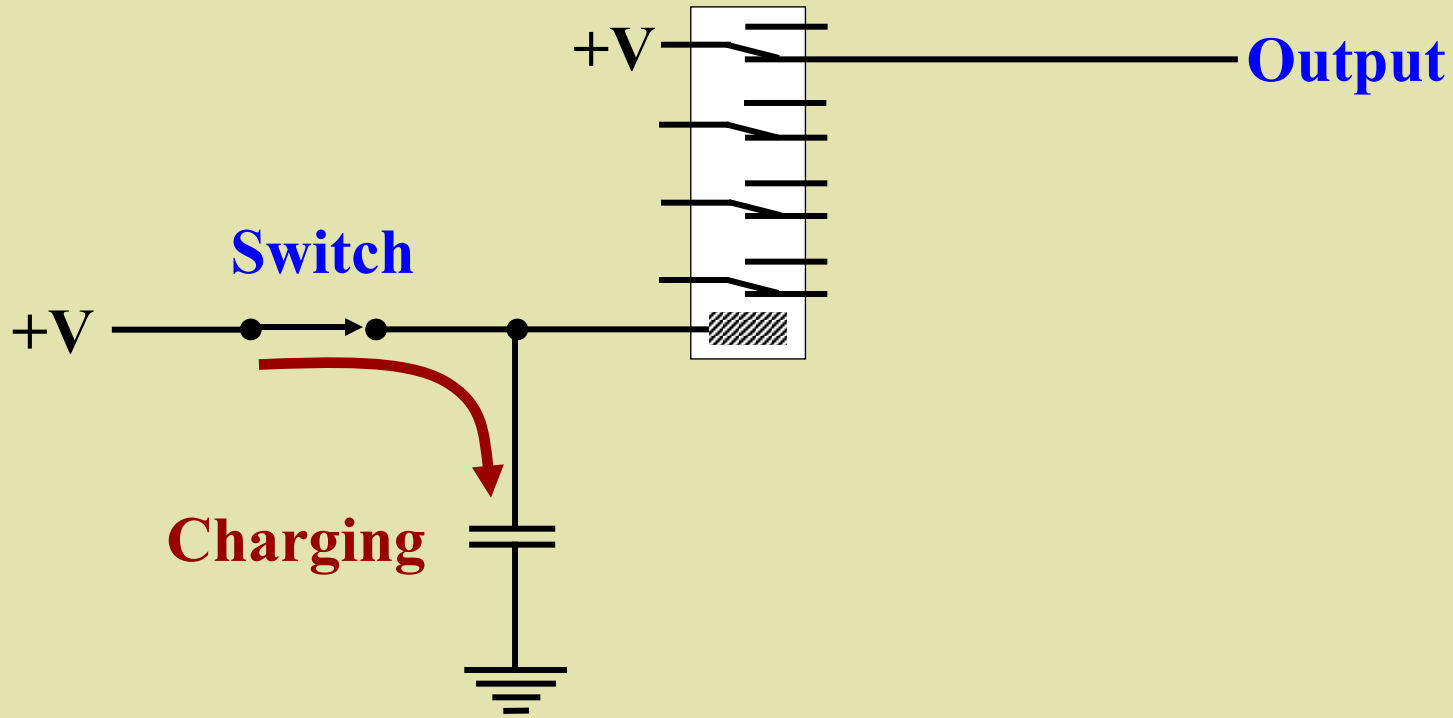 +V
Output
Switch
+V
Charging